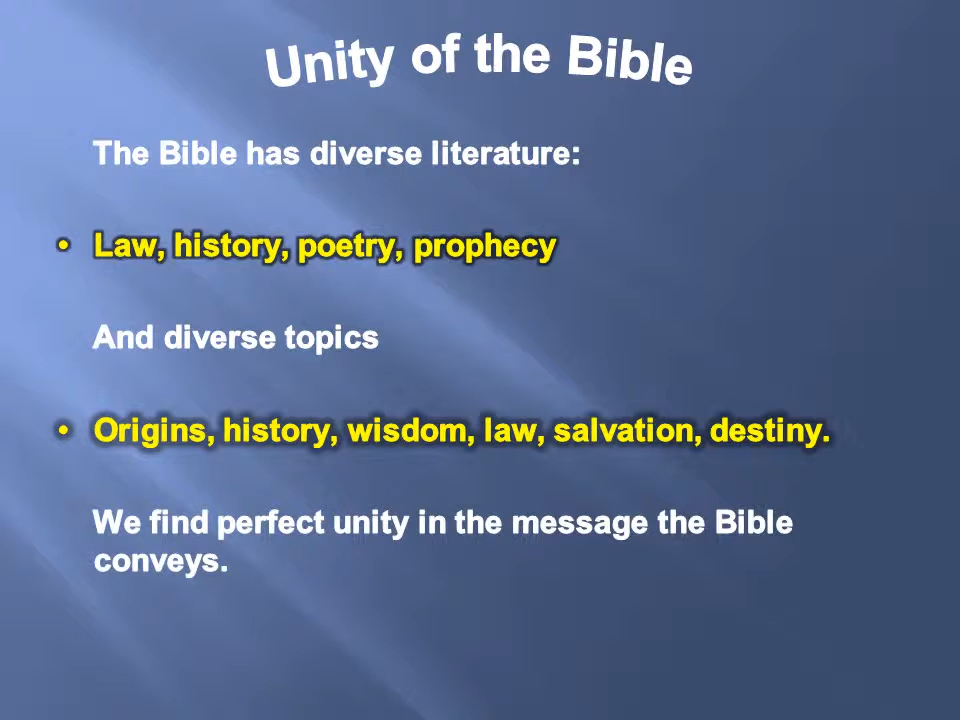 Unity of the Bible
The Bible has diverse literature:
• Law, history, poetry, prophecy
And diverse topics
• Origins, history, wisdom, law, salvation, destiny.
We find perfect unity in the message the Bible
conveys.